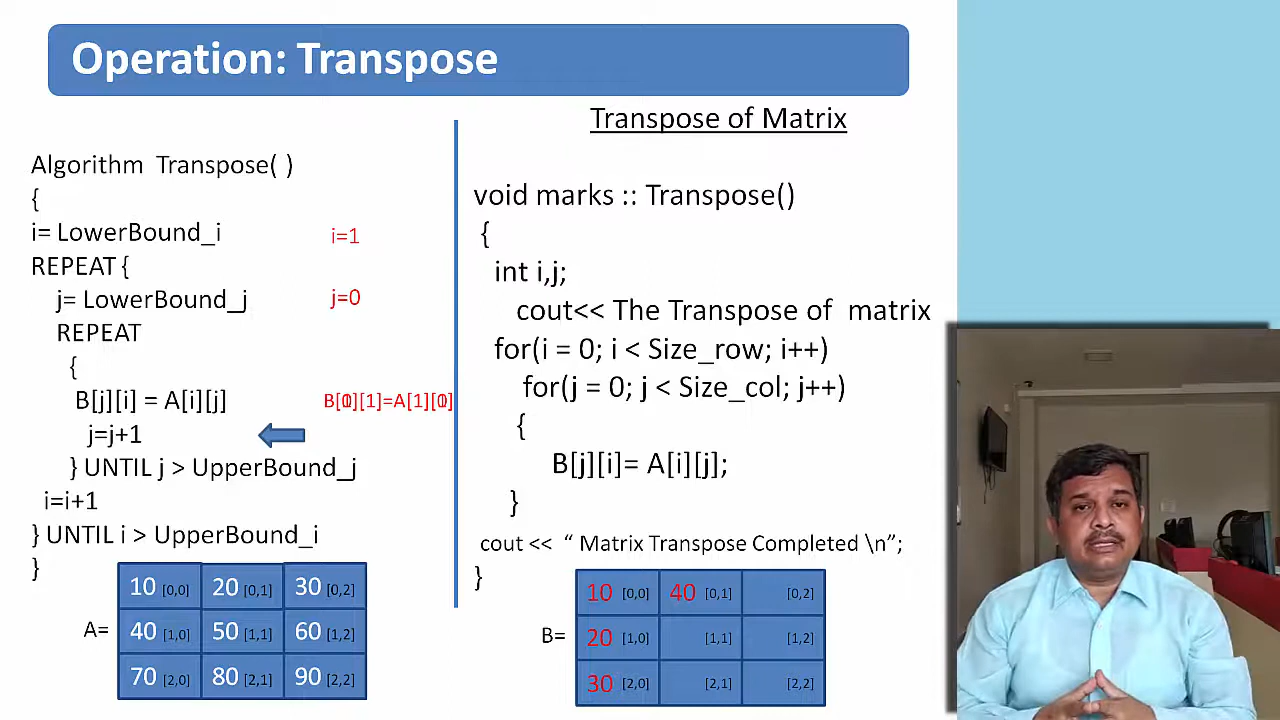 Operation: Transpose
Algorithm Transpose( )
{
i= LowerBound_i
i=1
REPEAT {
j= LowerBound_j
j=0
REPEAT
{
B[j][i] = A[i][j]
j=j+1
} UNTIL j > UpperBound_j
i=i+1
} UNTIL i > UpperBound_i
}
A=
10 [0,0] 20 [0,1] 30 [0,2]
40 [1,0] 50 [1,1] 60 [1,2]
70 [2,0] 80 [2,1] 90 [2,2]
Transpose of Matrix
void marks :: Transpose()
{
int i,j;
cout<< The Transpose of matrix
for(i = 0; i < Size_row; i++)
for(j = 0; j < Size_col; j++)
{
B[j][i]= A[i][j];
}
cout << “ Matrix Transpose Completed \n”;
}
B=
10 [0,0] 40 [0,1] [0,2]
20 [1,0] [1,1] [1,2]
30 [2,0] [2,1] [2,2]